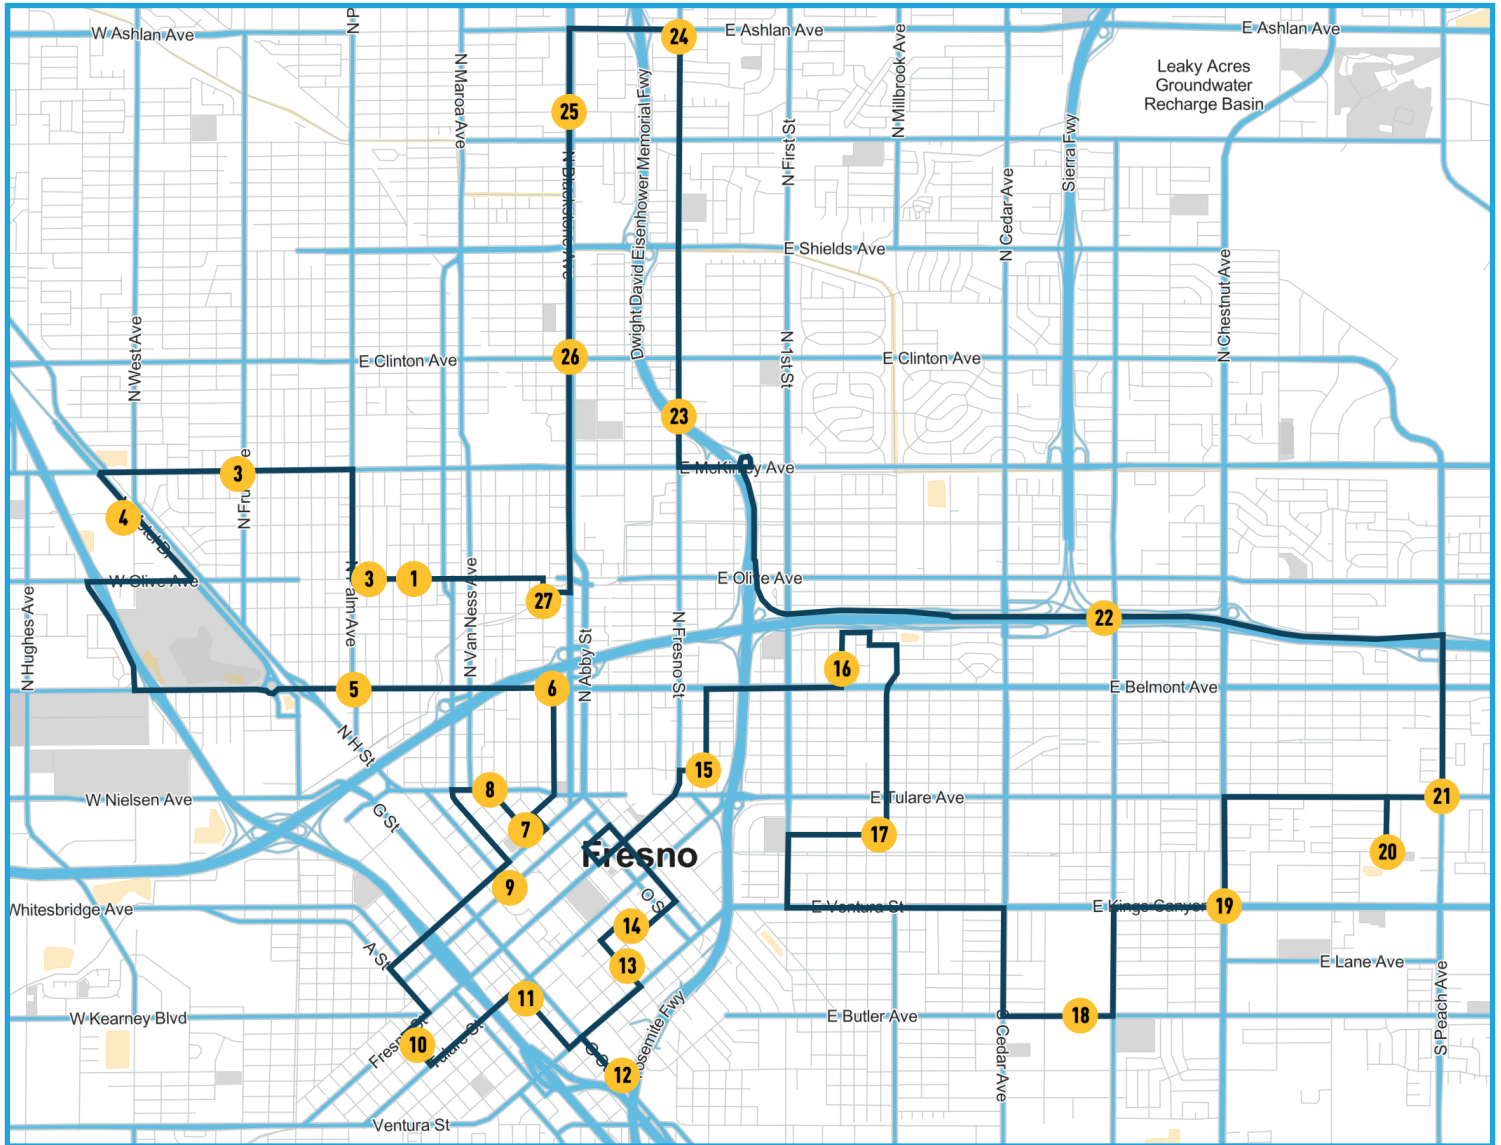 W Ashlan Ave
24
E Ashlan Ave
E Ashlan Ave
N Maroa Ave
N Millbrook Ave
Leaky Acres
Groundwater
Recharge Basin
25
Dwight David Eisenhower Memorial Fwy
N First St
Sierra Fwy
N Cedar Ave
E Shields Ave
N Chestnut Ave
N West Ave
26
E Clinton Ave
E Clinton Ave
N 1st St
23
3
E McKinley Ave
4
W Olive Ave
3
1
27
E Olive Ave
N Hughes Ave
N Palm Ave
N Van Ness Ave
N Abby St
N Fresno St
22
16
5
6
E Belmont Ave
N H St
15
8
W Nielsen Ave
E Tulare Ave
21
G St
7
17
Fresno
20
9
O St
Whitesbridge Ave
E Ventura St
E Kings Canyon
19
14
A St
13
E Lane Ave
11
W Kearney Blvd
E Butler Ave
18
S Peach Ave
Fresno St
10
Tulare St
12
Yosemite Fwy
S Cedar Ave
Ventura St